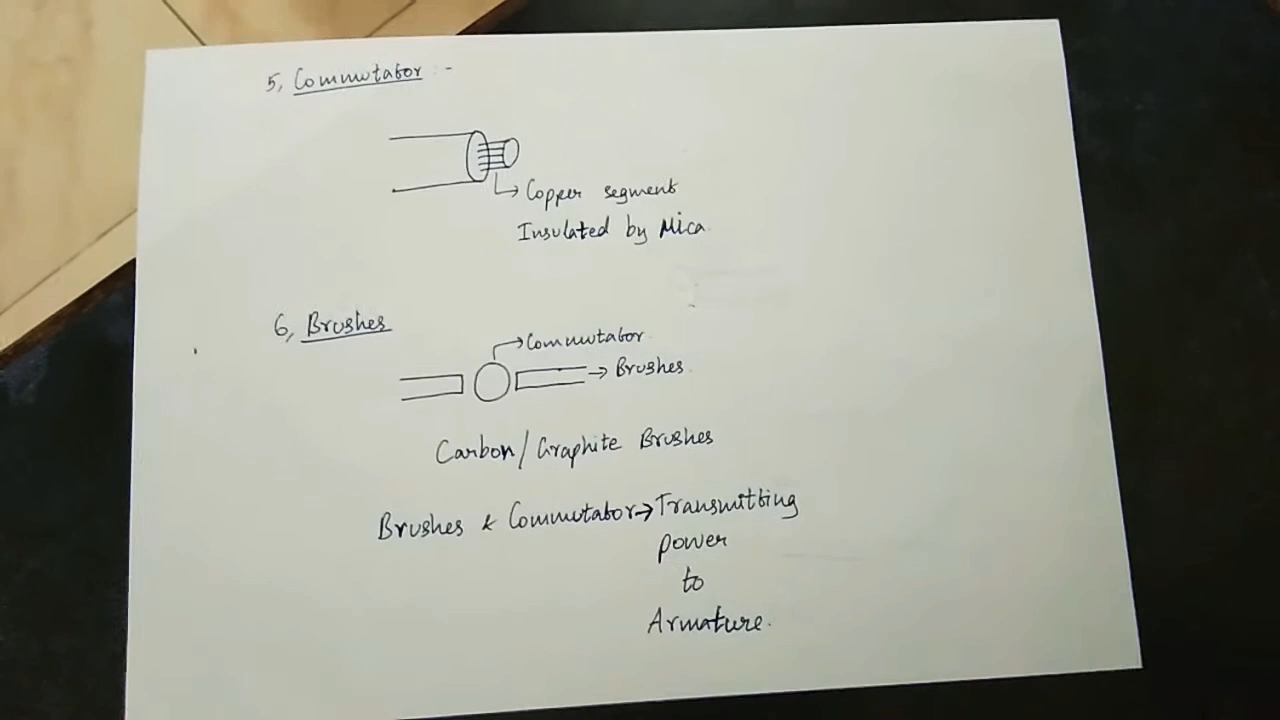 5, Commutator :-
→ Copper segment
Insulated by Mica
6, Brushes
→ Commutator
→ Brushes
Carbon/Graphite Brushes
Brushes & Commutator → Transmitting
power
to
Armature.